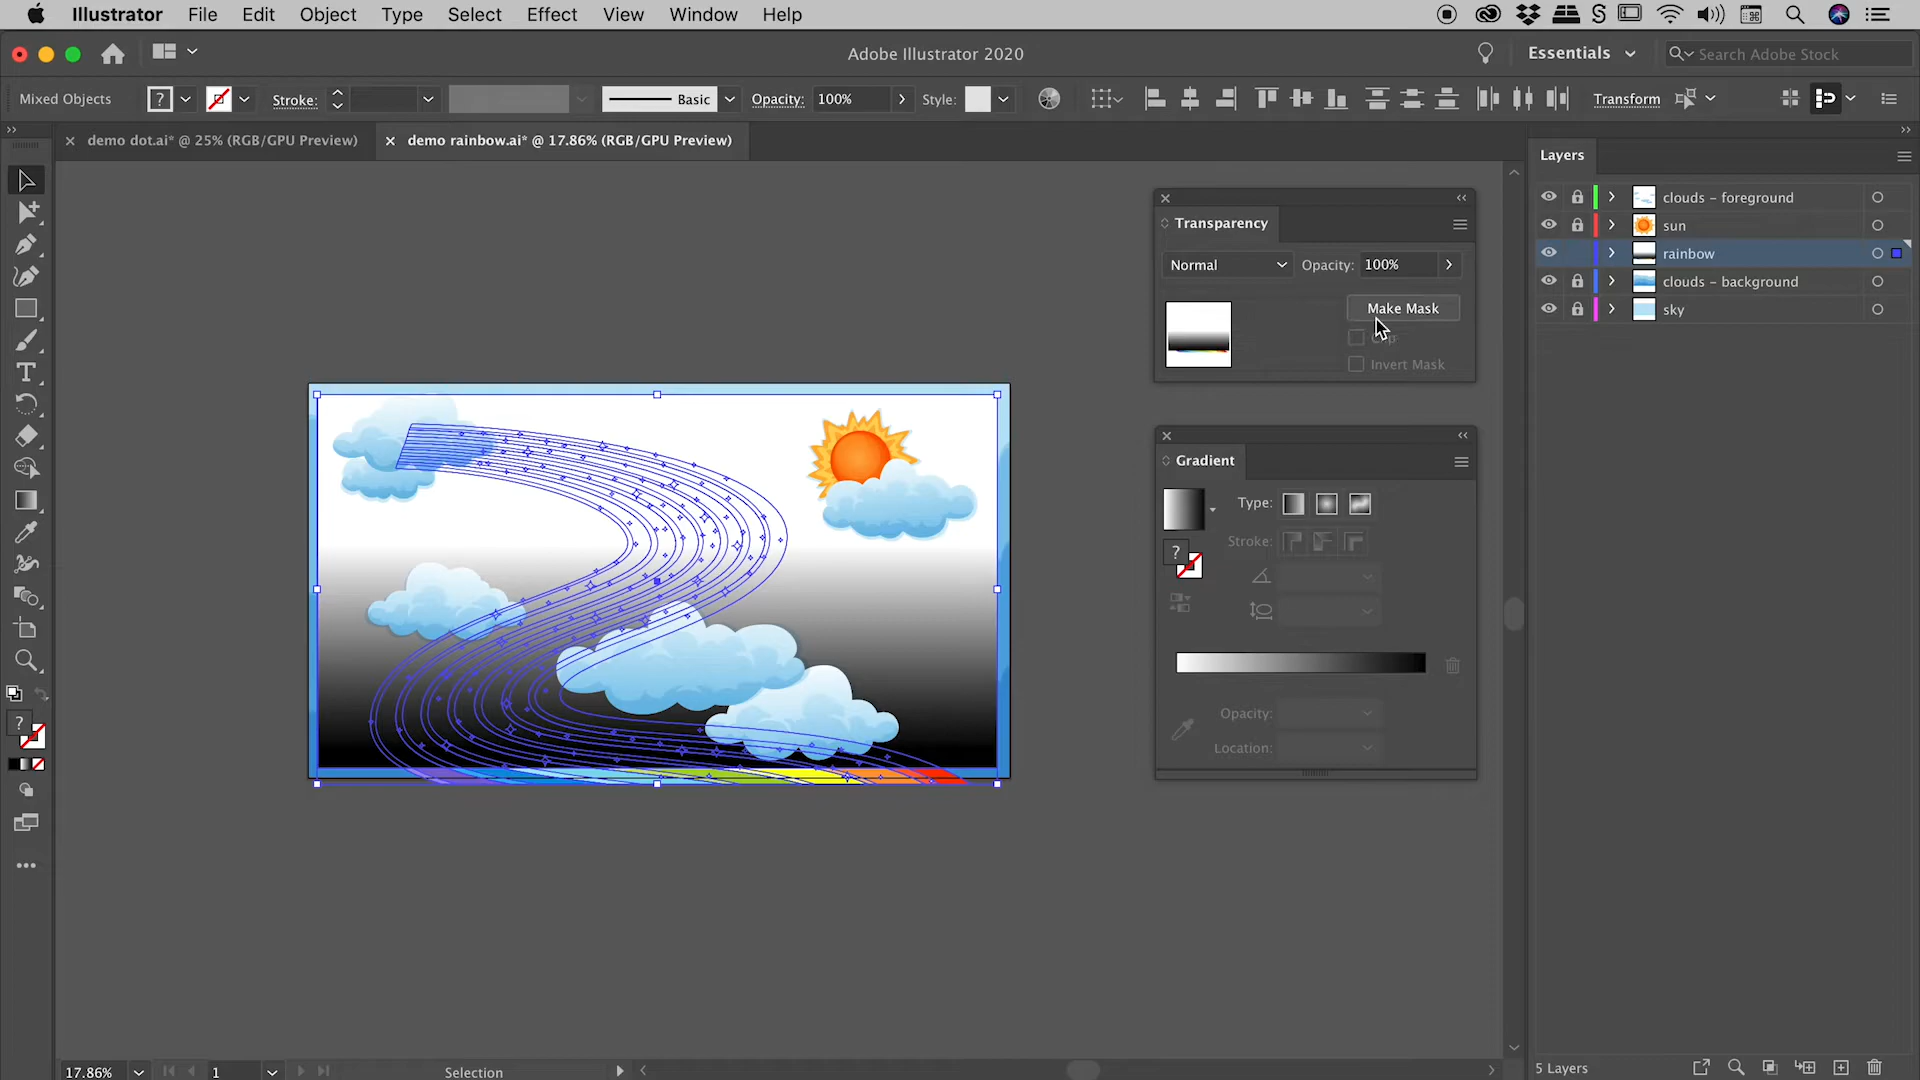 Illustrator File Edit Object Type Select Effect View Window Help
Adobe Illustrator 2020
Essentials
Search Adobe Stock
Mixed Objects ? Stroke: Basic Opacity: 100% Style: Transform
demo dot.ai* @ 25% (RGB/GPU Preview)
demo rainbow.ai* @ 17.86% (RGB/GPU Preview)
Layers
clouds – foreground
sun
rainbow
clouds – background
sky
Transparency
Normal Opacity: 100%
Make Mask
Clip
Invert Mask
Gradient
Type:
Stroke:
?
Opacity:
Location:
T
?
17.86% 1 Selection
5 Layers